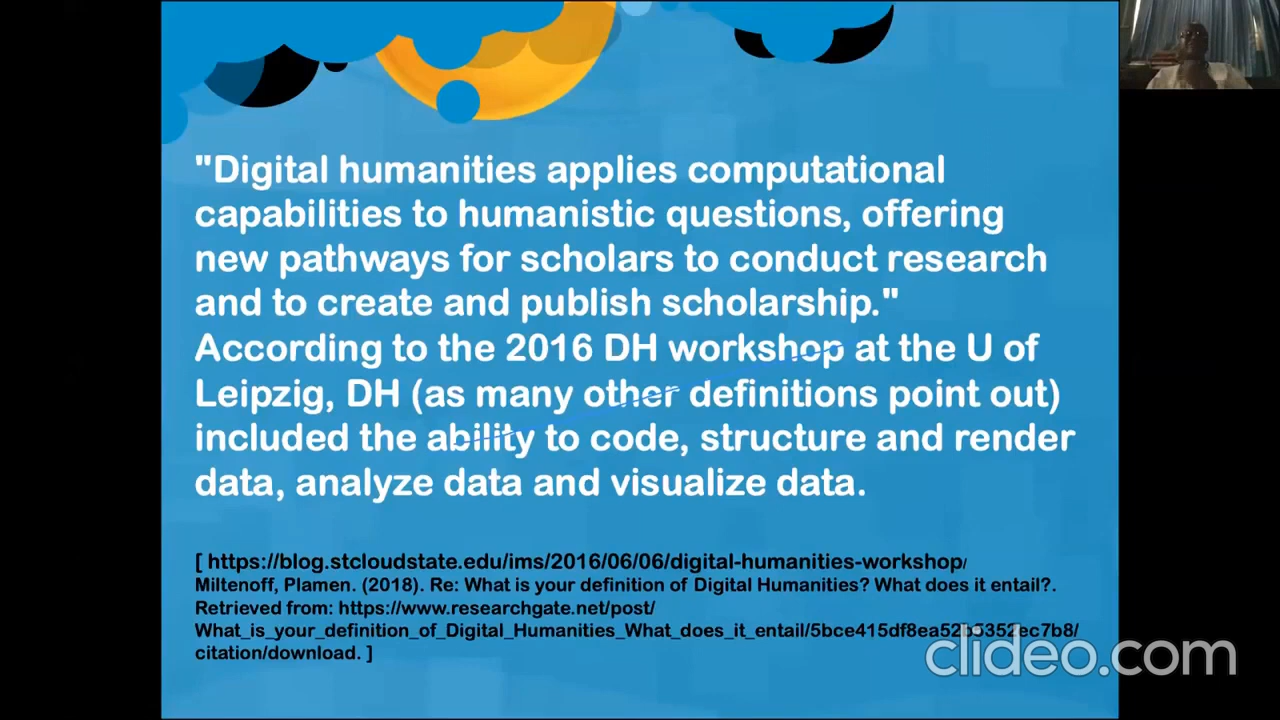 "Digital humanities applies computational
capabilities to humanistic questions, offering
new pathways for scholars to conduct research
and to create and publish scholarship."
According to the 2016 DH workshop at the U of
Leipzig, DH (as many other definitions point out)
included the ability to code, structure and render
data, analyze data and visualize data.
[ https://blog.stcloudstate.edu/ims/2016/06/06/digital-humanities-workshop/
Miltenoff, Plamen. (2018). Re: What is your definition of Digital Humanities? What does it entail?.
Retrieved from: https://www.researchgate.net/post/
What_is_your_definition_of_Digital_Humanities_What_does_it_entail/5bce415df8ea52b5352ec7b8/
citation/download. ]
clideo.com